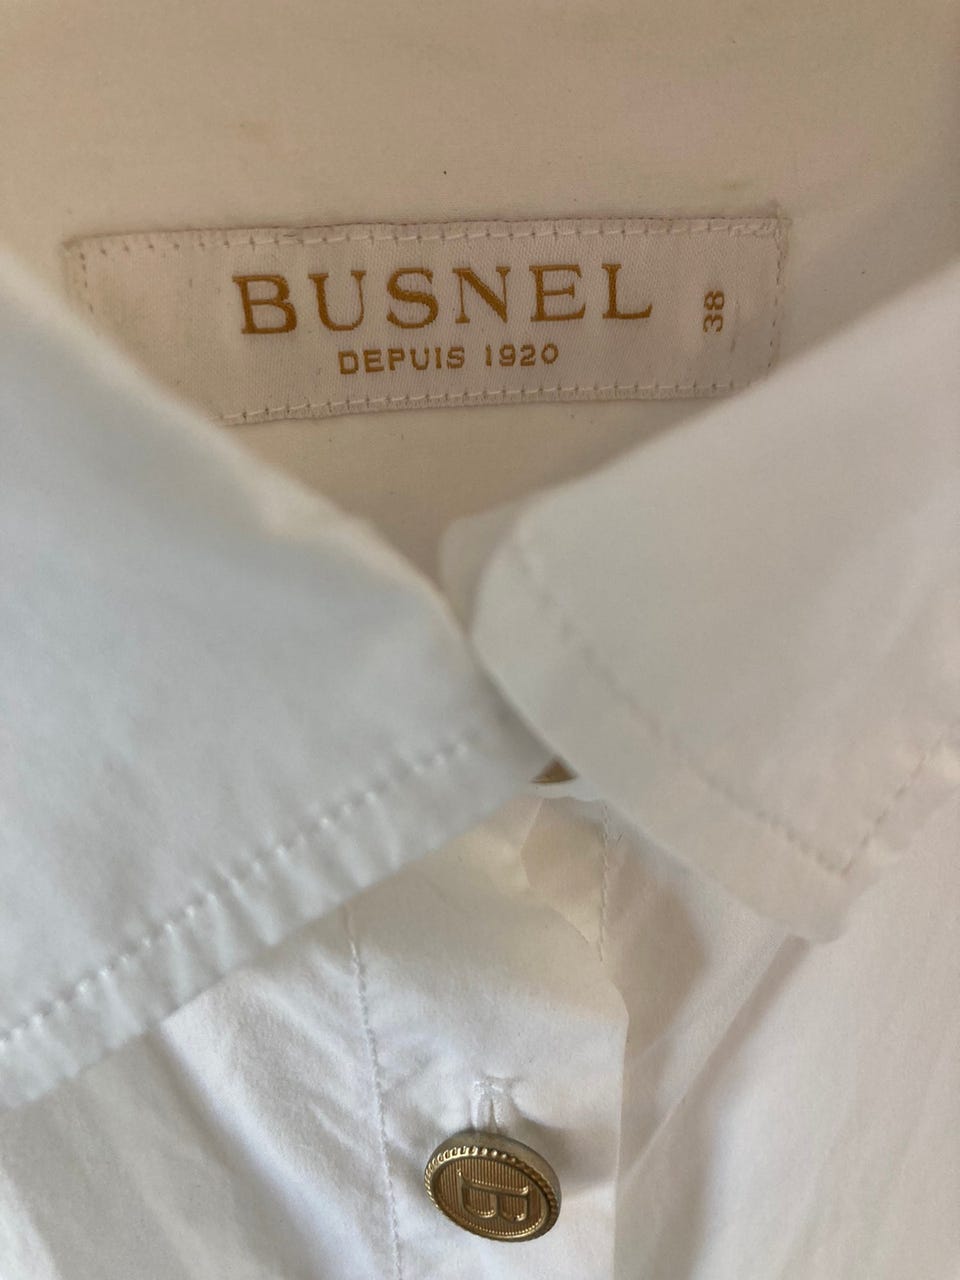 BUSNEL
DEPUIS 1920
38
B